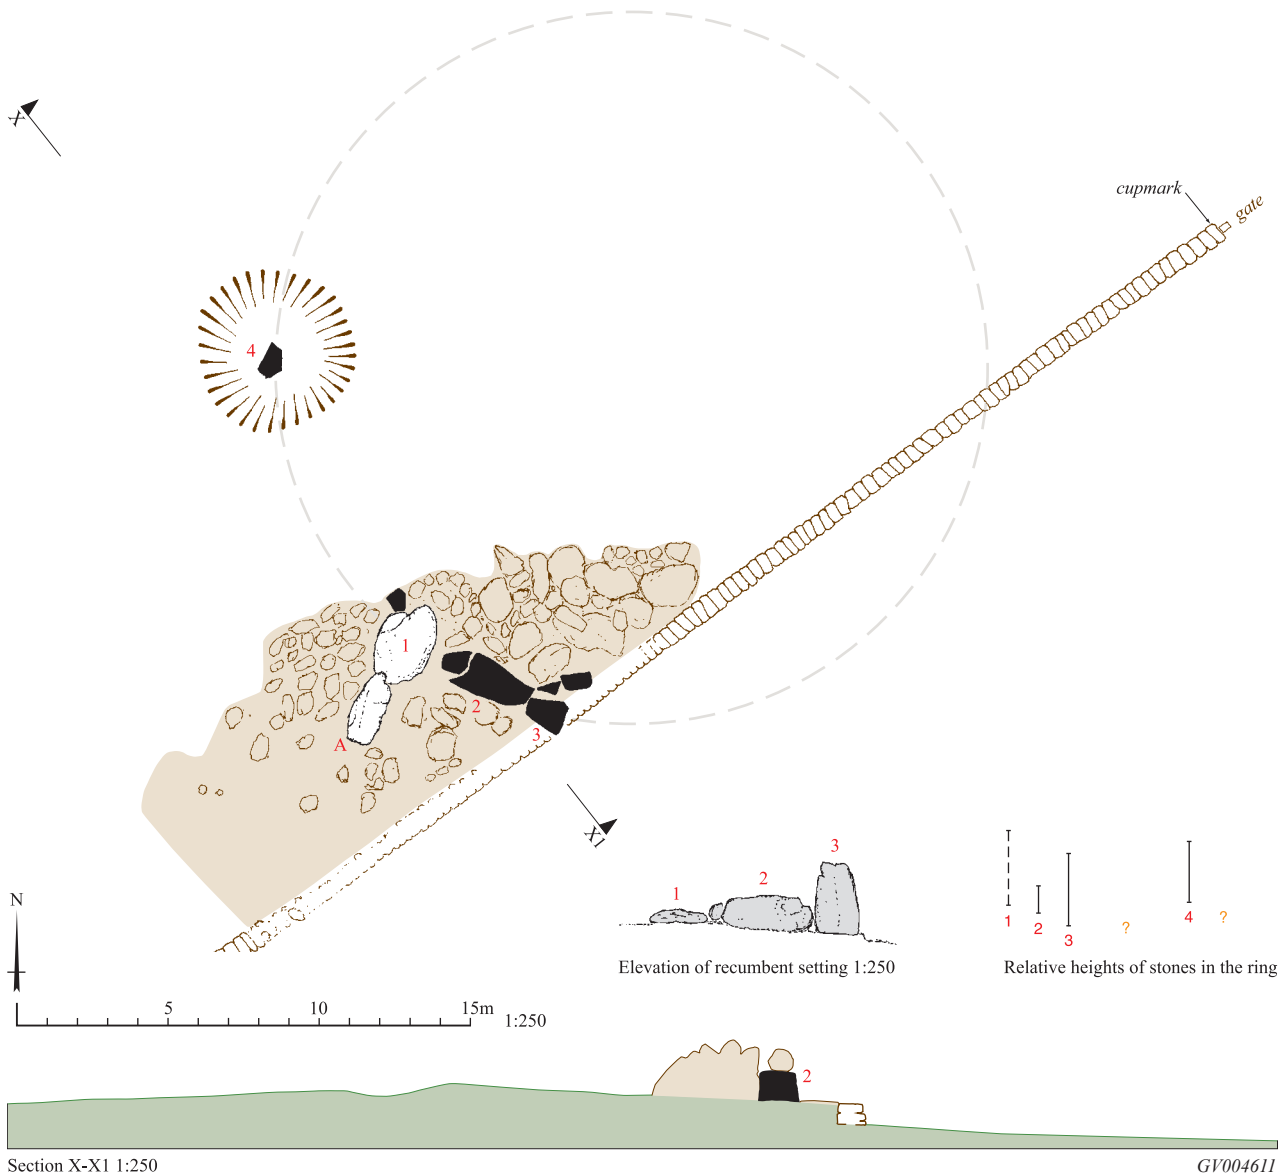 X
cupmark
gate
4
1
2
A
3
X1
1
2
3
1
2
3
?
4
?
N
Elevation of recumbent setting 1:250
Relative heights of stones in the ring
5 10 15m
1:250
2
Section X-X1 1:250
GV004611